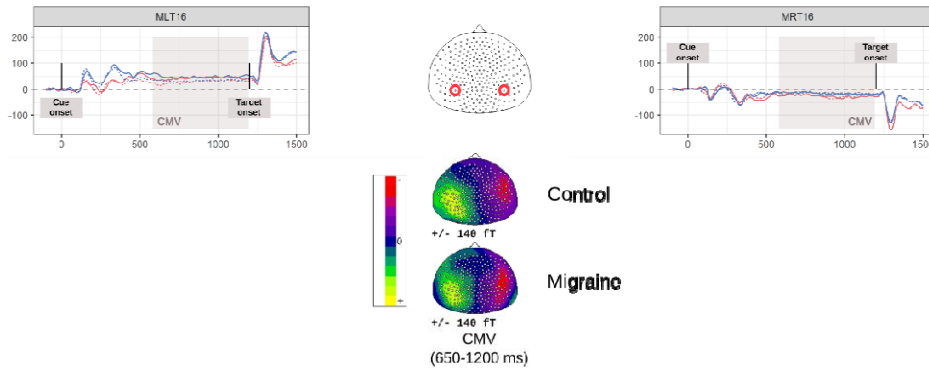 MLT16
200
100
0
-100
Cue
onset
Target
onset
CMV
0
500
1000
1500
MRT16
200
100
0
-100
Cue
onset
Target
onset
CMV
0
500
1000
1500
-
0
+
Control
+/- 140 fT
Migraine
+/- 140 fT
CMV
(650-1200 ms)